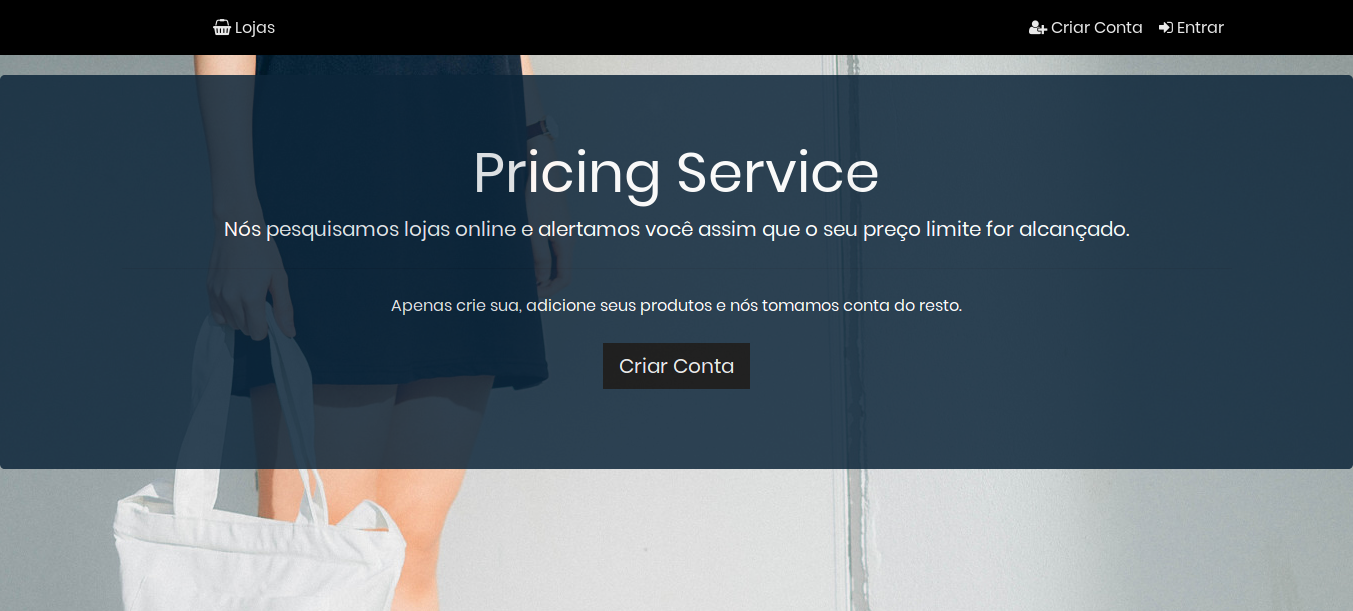 Lojas
Criar Conta
Entrar
Pricing Service
Nós pesquisamos lojas online e alertamos você assim que o seu preço limite for alcançado.
Apenas crie sua, adicione seus produtos e nós tomamos conta do resto.
Criar Conta